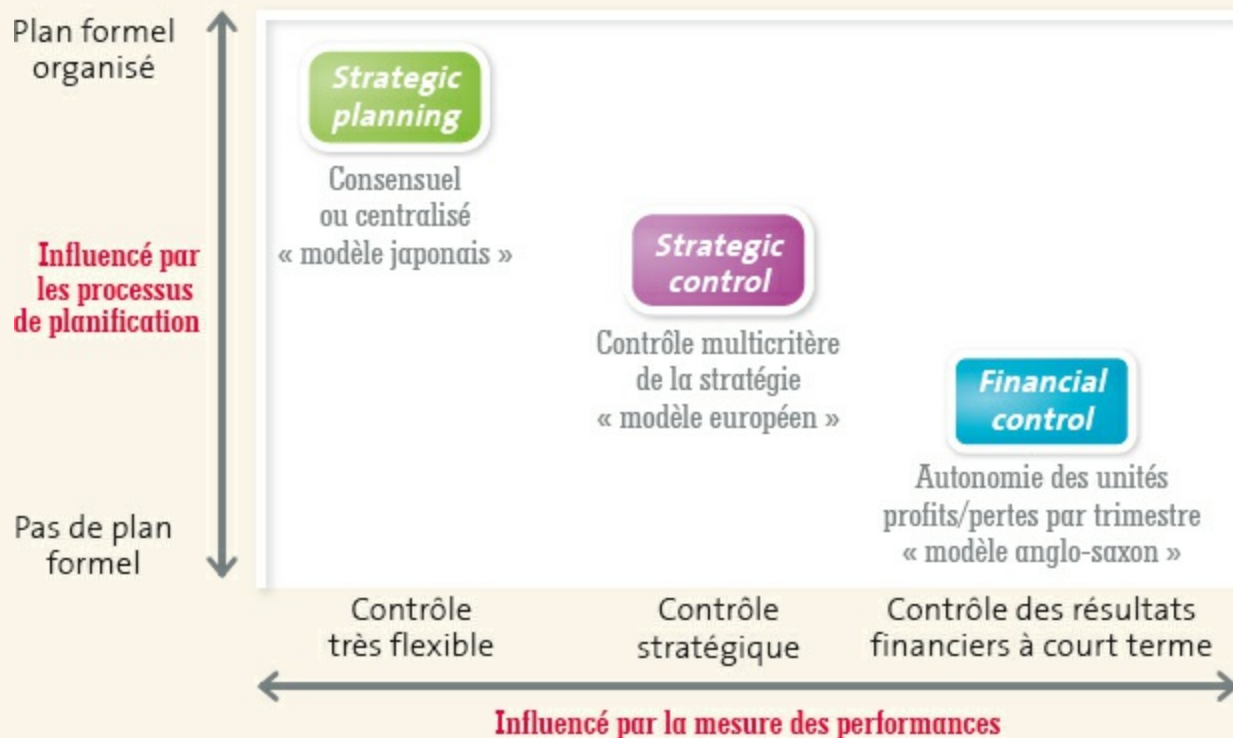 Plan formel
organisé
Strategic
planning
Consensuel
ou centralisé
« modèle japonais »
Influencé par
les processus
de planification
Strategic
control
Contrôle multicritère
de la stratégie
« modèle européen »
Financial
control
Autonomie des unités
profits/pertes par trimestre
« modèle anglo-saxon »
Pas de plan
formel
Contrôle
très flexible
Contrôle
stratégique
Contrôle des résultats
financiers à court terme
Influencé par la mesure des performances